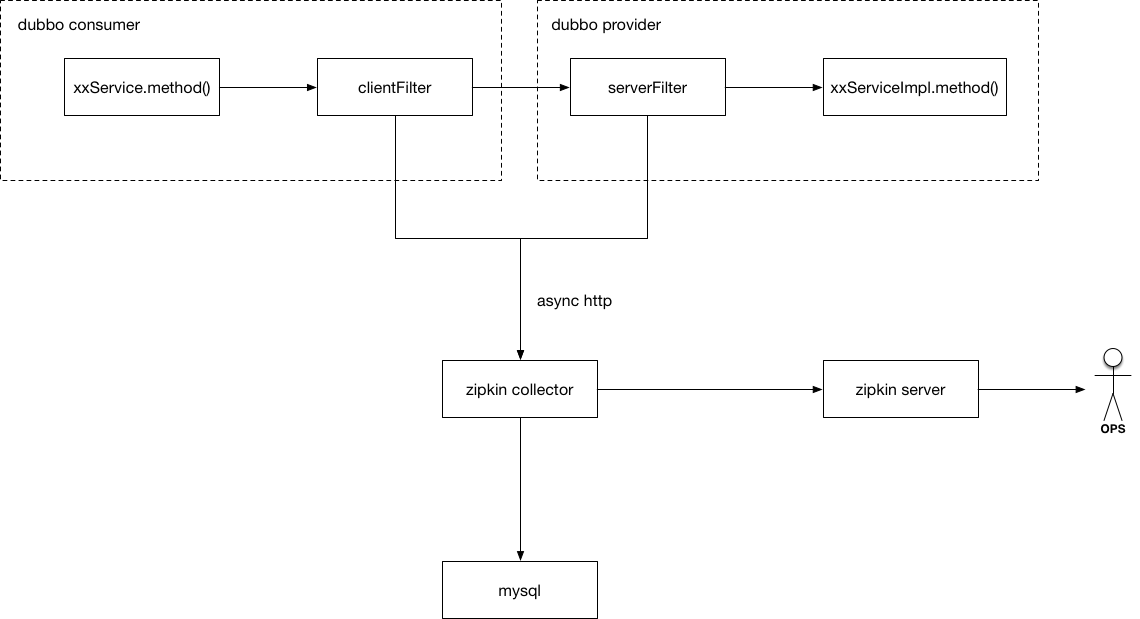 dubbo consumer
dubbo provider
xxService.method()
clientFilter
serverFilter
xxServiceImpl.method()
async http
zipkin collector
zipkin server
OPS
mysql